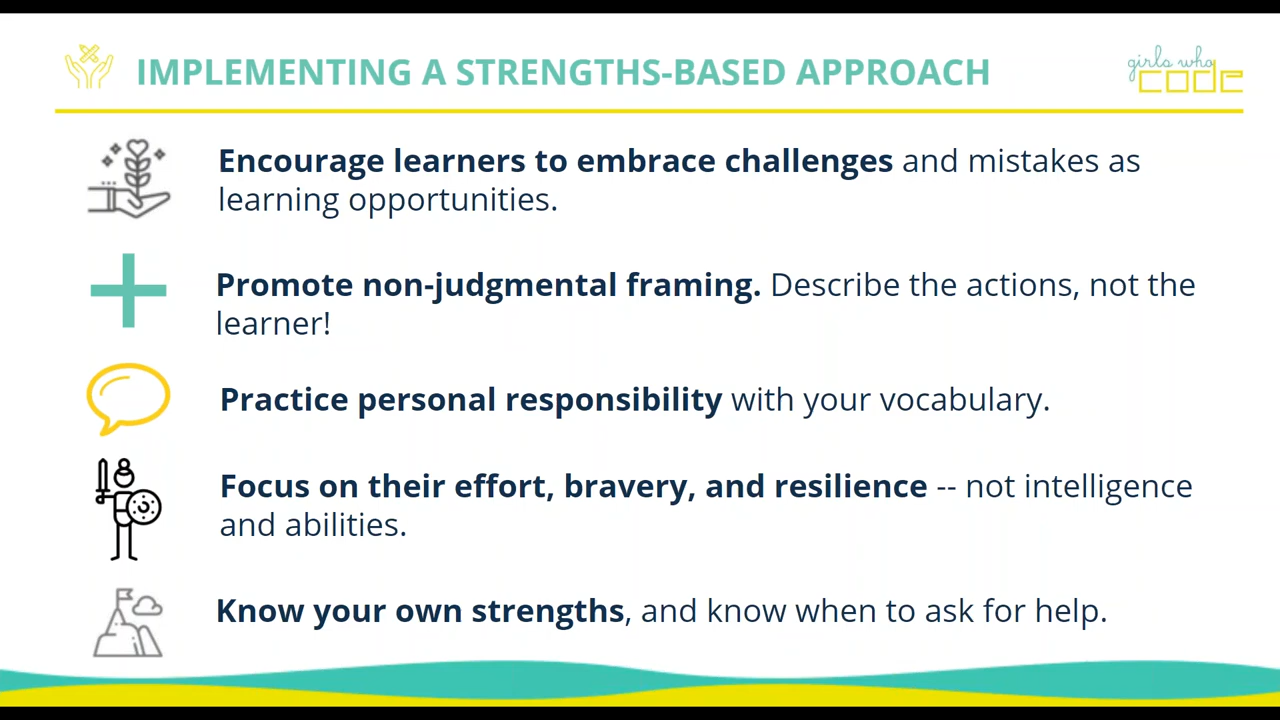 IMPLEMENTING A STRENGTHS-BASED APPROACH
girls who
code
Encourage learners to embrace challenges and mistakes as
learning opportunities.
Promote non-judgmental framing. Describe the actions, not the
learner!
Practice personal responsibility with your vocabulary.
Focus on their effort, bravery, and resilience -- not intelligence
and abilities.
Know your own strengths, and know when to ask for help.